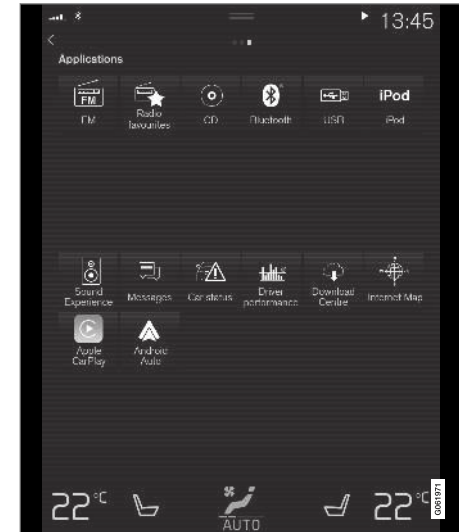 13:45
Applications
FM iPod
FM Radio favourites CD Bluetooth USB iPod
Sound Experience Messages Car status Driver performance Download Centre Internet Map
Apple CarPlay Android Auto
22°C 22°C
AUTO
G061971